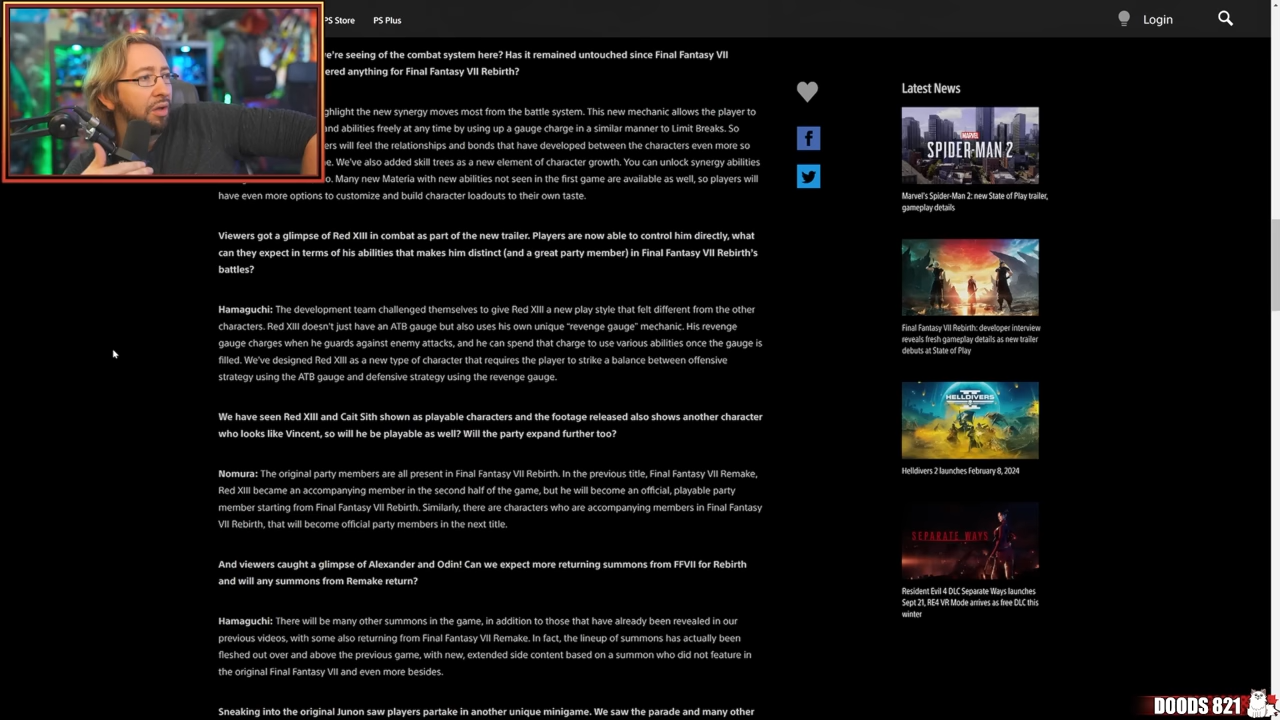 PS Store
PS Plus
Login
e're seeing of the combat system here? Has it remained untouched since Final Fantasy VII
ered anything for Final Fantasy VII Rebirth?
ghlight the new synergy moves most from the battle system. This new mechanic allows the player to
and abilities freely at any time by using up a gauge charge in a similar manner to Limit Breaks. So
ers will feel the relationships and bonds that have developed between the characters even more so
e. We've also added skill trees as a new element of character growth. You can unlock synergy abilities
o. Many new Materia with new abilities not seen in the first game are available as well, so players will
have even more options to customize and build character loadouts to their own taste.
Viewers got a glimpse of Red XIII in combat as part of the new trailer. Players are now able to control him directly, what
can they expect in terms of his abilities that makes him distinct (and a great party member) in Final Fantasy VII Rebirth's
battles?
Hamaguchi: The development team challenged themselves to give Red XIII a new play style that felt different from the other
characters. Red XIII doesn't just have an ATB gauge but also uses his own unique "revenge gauge" mechanic. His revenge
gauge charges when he guards against enemy attacks, and he can spend that charge to use various abilities once the gauge is
filled. We've designed Red XIII as a new type of character that requires the player to strike a balance between offensive
strategy using the ATB gauge and defensive strategy using the revenge gauge.
We have seen Red XIII and Cait Sith shown as playable characters and the footage released also shows another character
who looks like Vincent, so will he be playable as well? Will the party expand further too?
Nomura: The original party members are all present in Final Fantasy VII Rebirth. In the previous title, Final Fantasy VII Remake,
Red XIII became an accompanying member in the second half of the game, but he will become an official, playable party
member starting from Final Fantasy VII Rebirth. Similarly, there are characters who are accompanying members in Final Fantasy
VII Rebirth, that will become official party members in the next title.
And viewers caught a glimpse of Alexander and Odin! Can we expect more returning summons from FFVII for Rebirth
and will any summons from Remake return?
Hamaguchi: There will be many other summons in the game, in addition to those that have already been revealed in our
previous videos, with some also returning from Final Fantasy VII Remake. In fact, the lineup of summons has actually been
fleshed out over and above the previous game, with new, extended side content based on a summon who did not feature in
the original Final Fantasy VII and even more besides.
Sneaking into the original Junon saw players partake in another unique minigame. We saw the parade and many other
Latest News
MARVEL
SPIDER-MAN 2
Marvel's Spider-Man 2: new State of Play trailer,
gameplay details
Final Fantasy VII Rebirth: developer interview
reveals fresh gameplay details as new trailer
debuts at State of Play
HELLDIVERS
Helldivers 2 launches February 8, 2024
SEPARATE WAYS
Resident Evil 4 DLC Separate Ways launches
Sept 21, RE4 VR Mode arrives as free DLC this
winter
DOODS 821